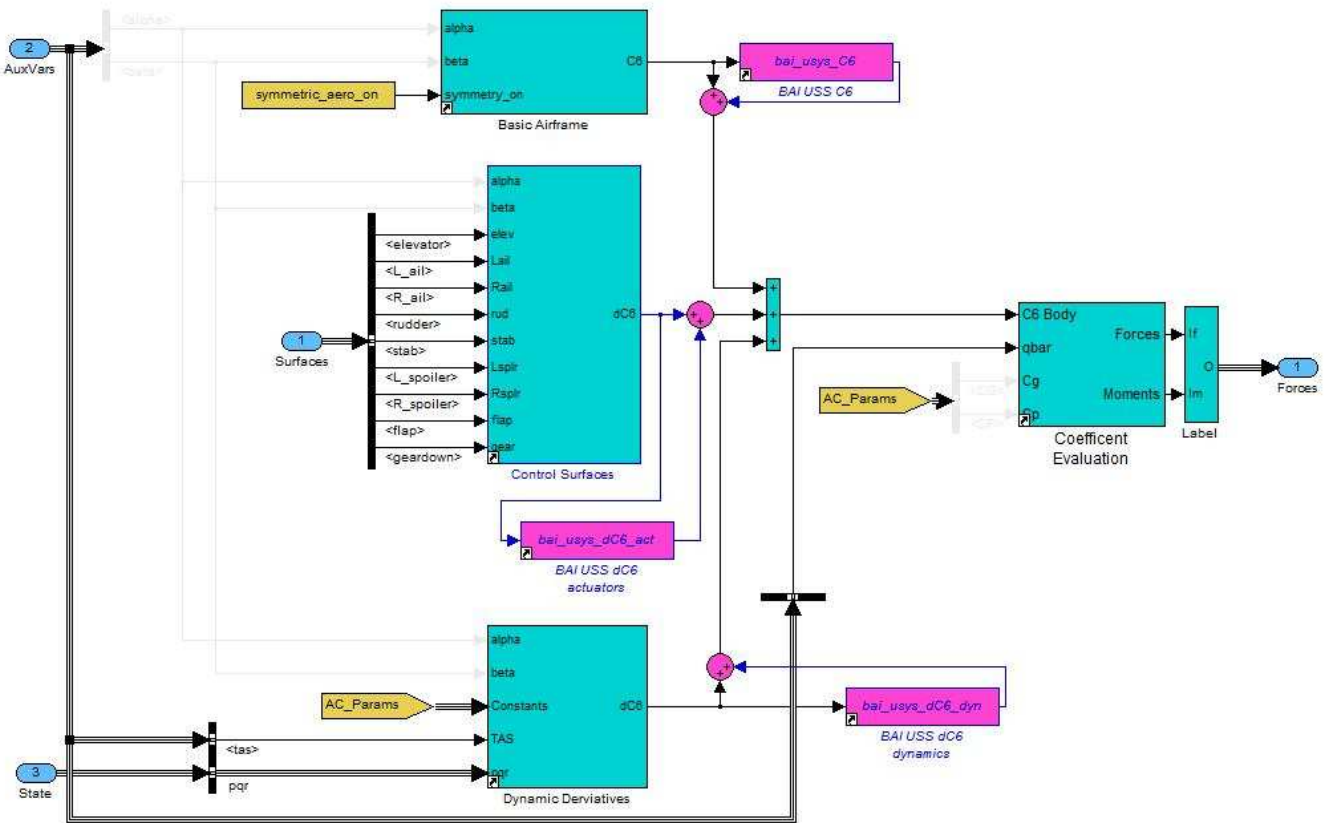 2
AuxVars
<alpha>
<beta>
symmetric_aero_on
alpha
beta
symmetry_on
C6
Basic Airframe
bai_usys_C6
BAI USS C6
+
+
1
Surfaces
<elevator>
<L_ail>
<R_ail>
<rudder>
<stab>
<L_spoiler>
<R_spoiler>
<flap>
<geardown>
alpha
beta
elev
Lail
Rail
rud
stab
Lsplr
Rsplr
flap
gear
dC6
Control Surfaces
+
+
bai_usys_dC6_act
BAI USS dC6
actuators
+
+
+
AC_Params
C6 Body
qbar
Cg
Cp
Forces
Moments
Coefficent
Evaluation
If
Im
O
Label
1
Forces
AC_Params
<tas>
3
State
pqr
alpha
beta
Constants
TAS
pqr
dC6
Dynamic Derviatives
+
+
bai_usys_dC6_dyn
BAI USS dC6
dynamics